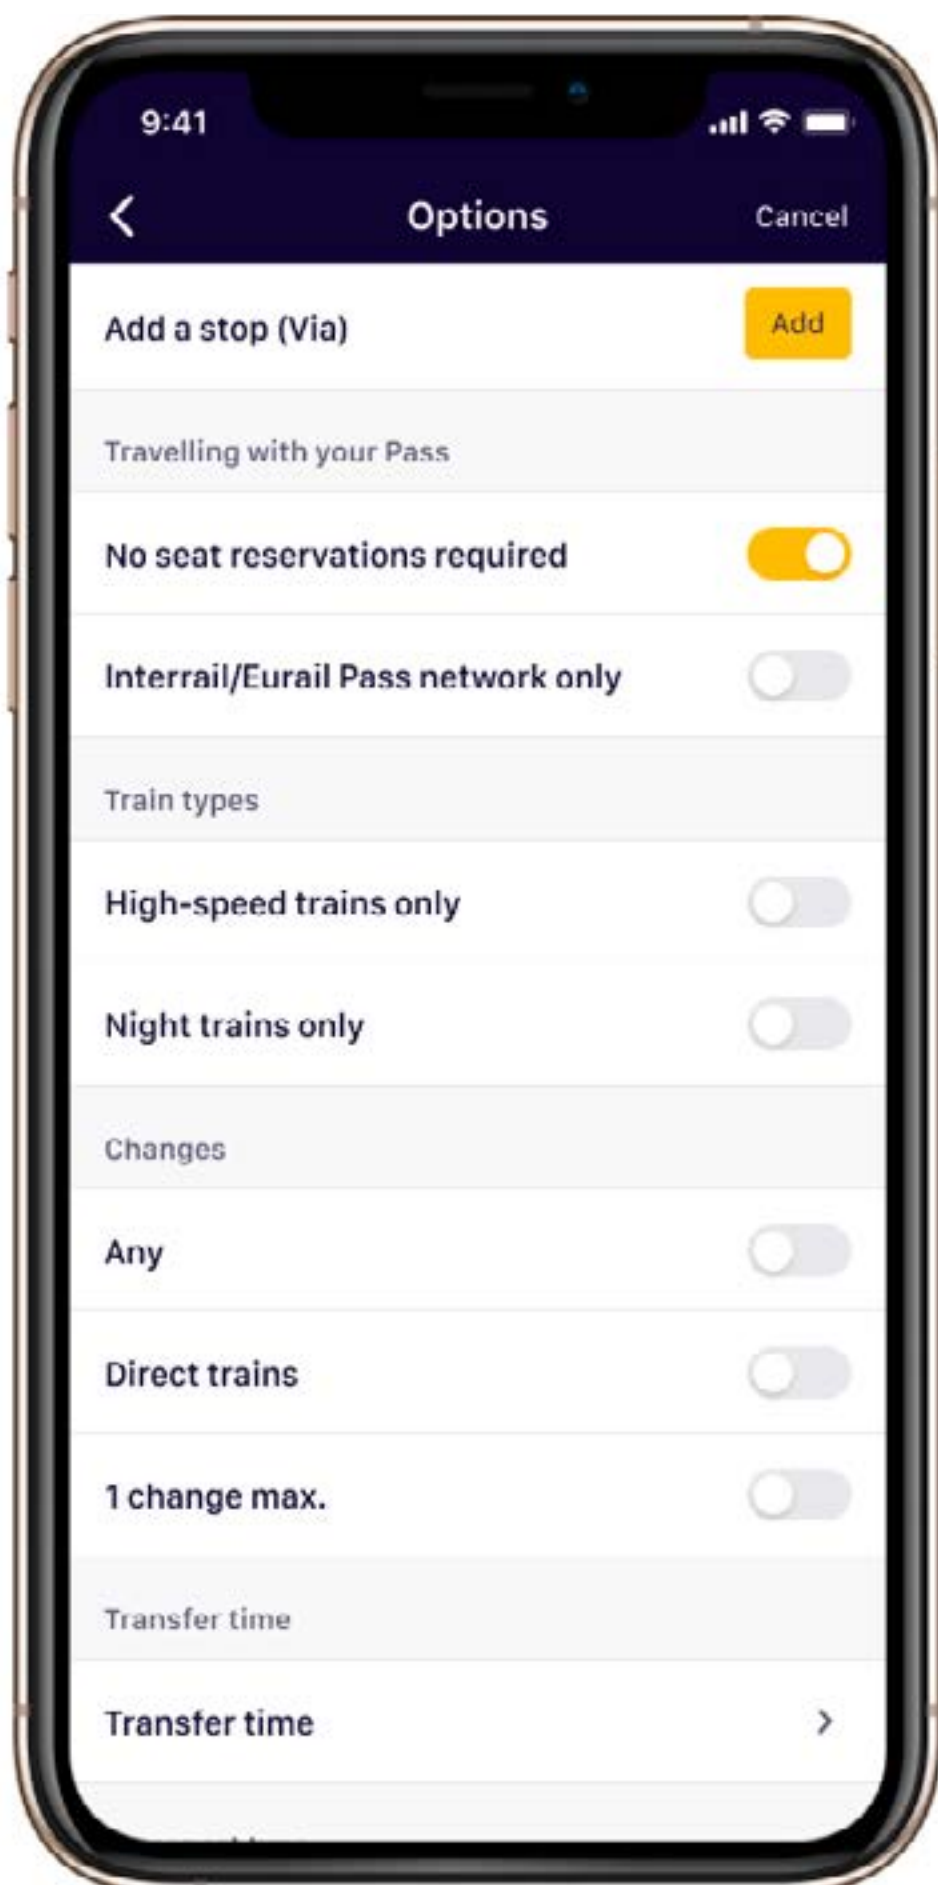 9:41
Options
Cancel
Add a stop (Via)
Add
Travelling with your Pass
No seat reservations required
Interrail/Eurail Pass network only
Train types
High-speed trains only
Night trains only
Changes
Any
Direct trains
1 change max.
Transfer time
Transfer time